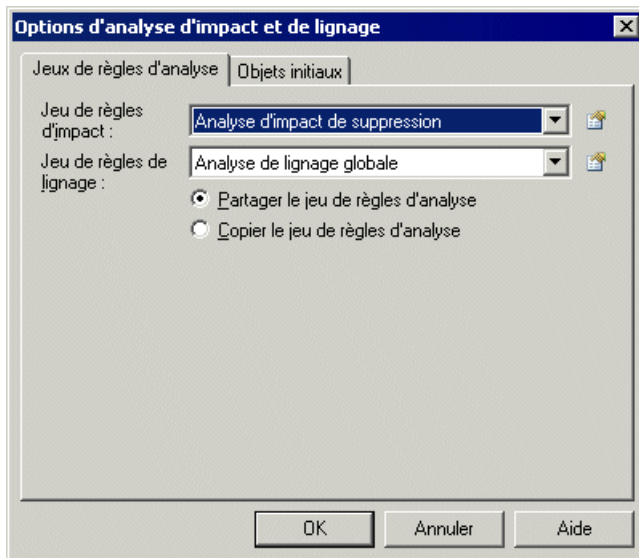 Options d'analyse d'impact et de lignage
Jeux de règles d'analyse
Objets initiaux
Jeu de règles
d'impact :
Analyse d'impact de suppression
Jeu de règles de
lignage :
Analyse de lignage globale
Partager le jeu de règles d'analyse
Copier le jeu de règles d'analyse
OK
Annuler
Aide